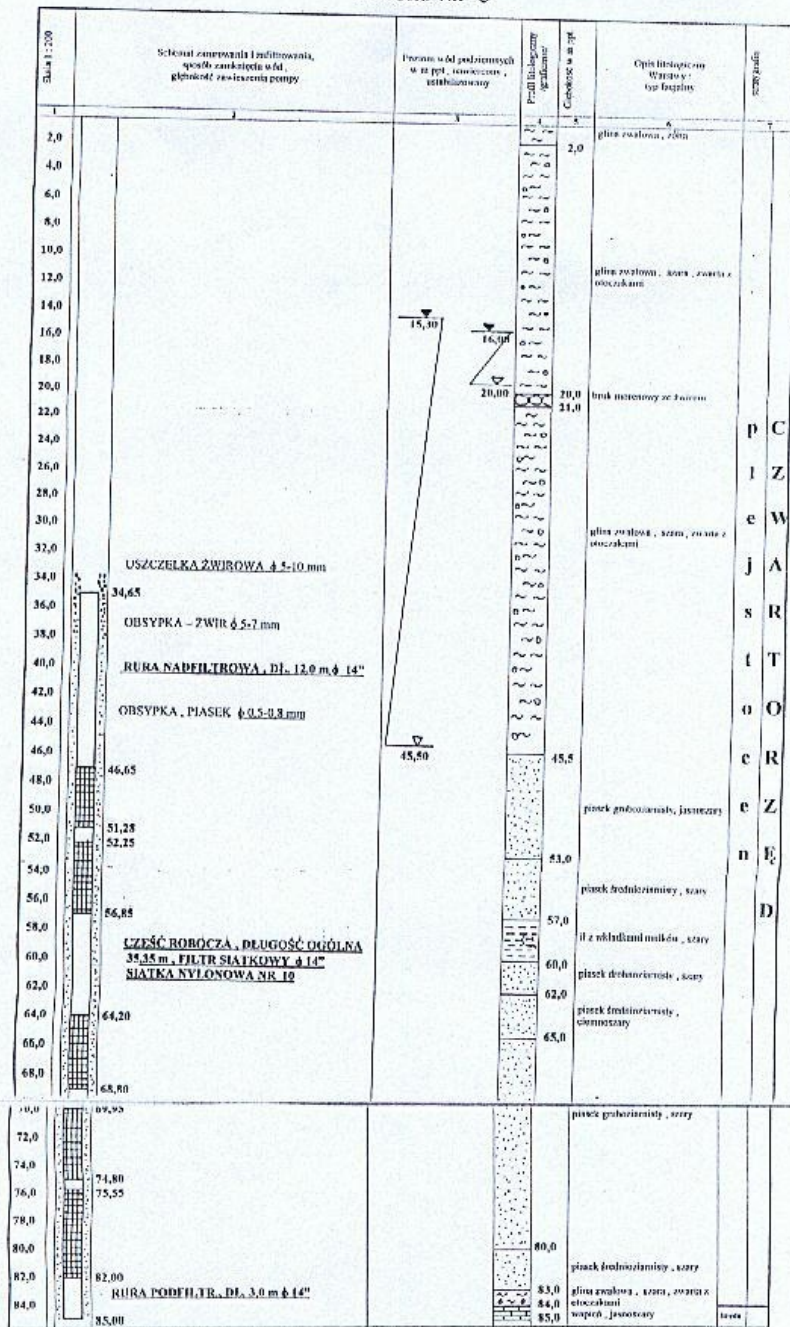 Skala 1 : 200
Schemat zarurowania i zafiltrowania,
sposób zamknięcia wód,
głębokość zawieszenia pompy
Poziom wód podziemnych
w m ppt., nawiercony,
ustabilizowany
Profil litologiczny
/graficznie/
Głębokość w m ppt
Opis litologiczny
Warstwy:
typ facjalny
stratygrafia
1
2
3
4
5
6
7
2,0
4,0
6,0
8,0
10,0
12,0
14,0
16,0
18,0
20,0
22,0
24,0
26,0
28,0
30,0
32,0
34,0
36,0
38,0
40,0
42,0
44,0
46,0
48,0
50,0
52,0
54,0
56,0
58,0
60,0
62,0
64,0
66,0
68,0
70,0
72,0
74,0
76,0
78,0
80,0
82,0
84,0
USZCZELKA ŻWIROWA ϕ 5-10 mm
34,65
OBSYPKA – ŻWIR ϕ 5-7 mm
RURA NADFILTROWA , DŁ. 12,0 m ϕ 14"
OBSYPKA , PIASEK ϕ 0,5-0,8 mm
46,65
51,28
52,25
56,85
CZĘŚĆ ROBOCZA , DŁUGOŚĆ OGÓLNA
35,35 m , FILTR SIATKOWY ϕ 14"
SIATKA NYLONOWA NR 10
64,20
68,80
69,95
74,80
75,55
82,00
RURA PODFILTR., DŁ. 3,0 m ϕ 14"
85,00
15,30
16,00
20,00
45,50
2,0
20,0
21,0
45,5
53,0
57,0
60,0
62,0
65,0
80,0
83,0
84,0
85,0
glina zwałowa , żółta
glina zwałowa , szara , zwarta z
otoczakami
bruk morenowy ze żwirem
glina zwałowa , szara , zwarta z
otoczakami
piasek gruboziarnisty, jasnoszary
piasek średnioziarnisty , szary
ił z wkładkami mułków , szary
piasek drobnoziarnisty , szary
piasek średnioziarnisty ,
ciemnoszary
piasek gruboziarnisty , szary
piasek średnioziarnisty , szary
glina zwałowa , szara , zwarta z
otoczakami
wapień , jasnoszary
plejstocen
CZWARTORZĘD
kreda